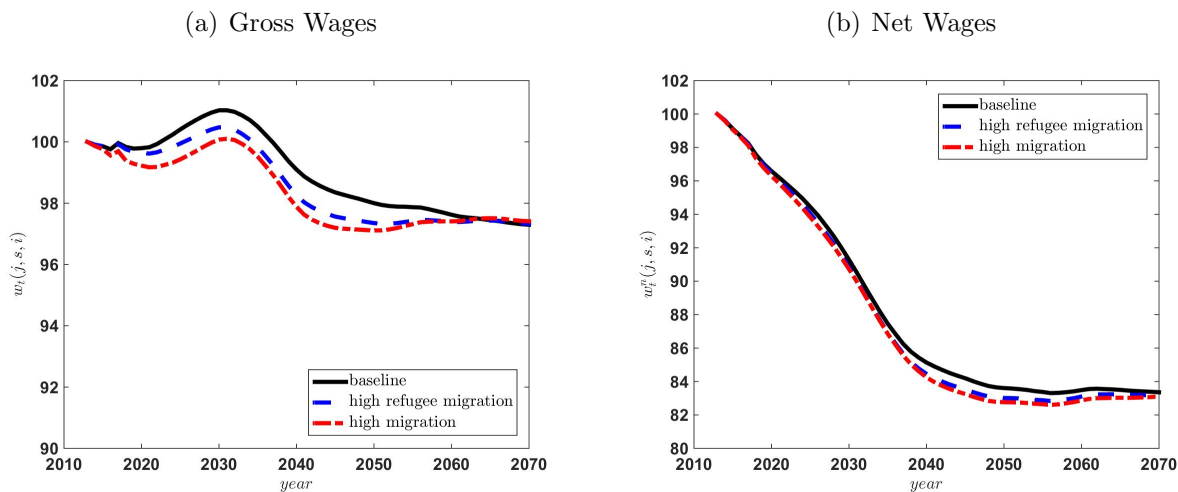 (a) Gross Wages
102
100
98
96
94
92
90
w_t(j, s, i)
2010 2020 2030 2040 2050 2060 2070
year
baseline
high refugee migration
high migration
(b) Net Wages
100
98
96
94
92
90
88
86
84
82
80
102
w_t^n(j, s, i)
2010 2020 2030 2040 2050 2060 2070
year
baseline
high refugee migration
high migration